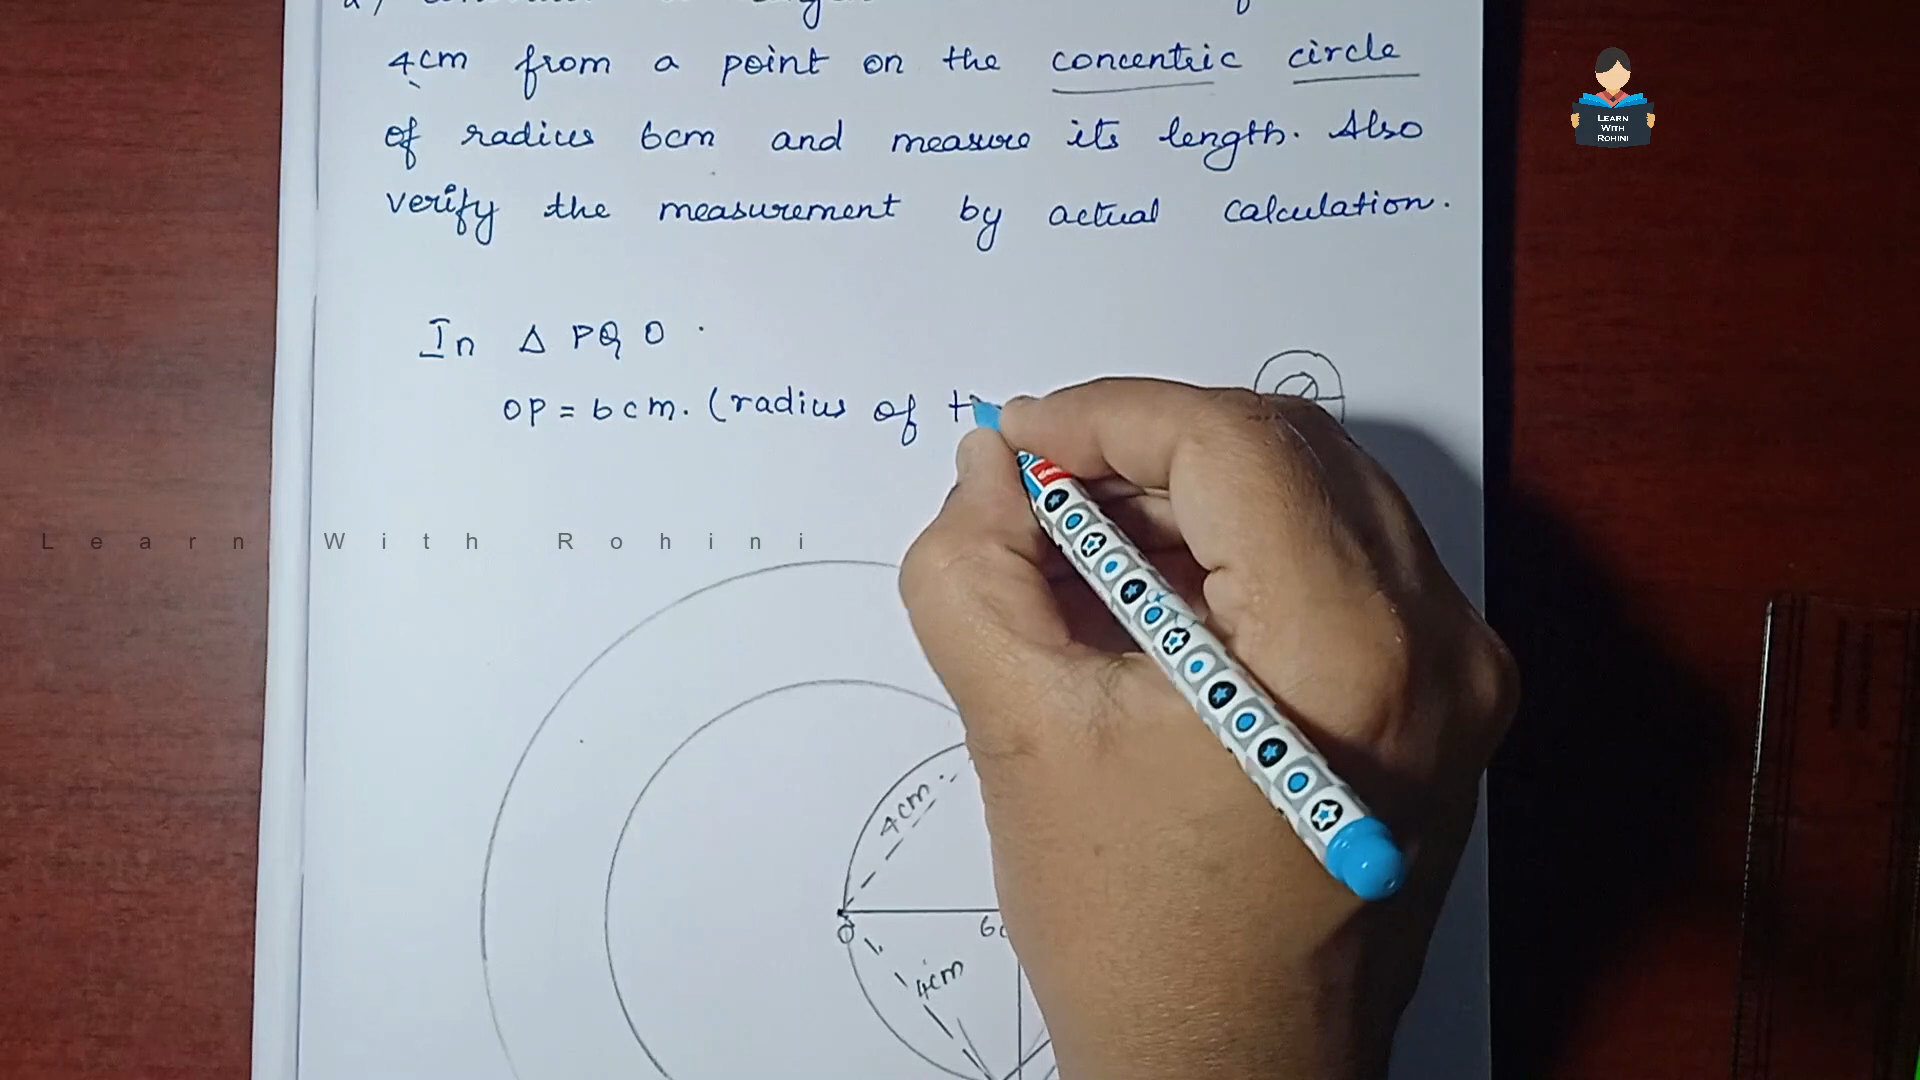 4cm from a point on the concentric circle
of radius 6cm and measure its length. Also
verify the measurement by actual calculation.
In Δ PQO
OP = 6cm. (radius of
4cm
O
4cm
LEARN
WITH
ROHINI
Learn With Rohini